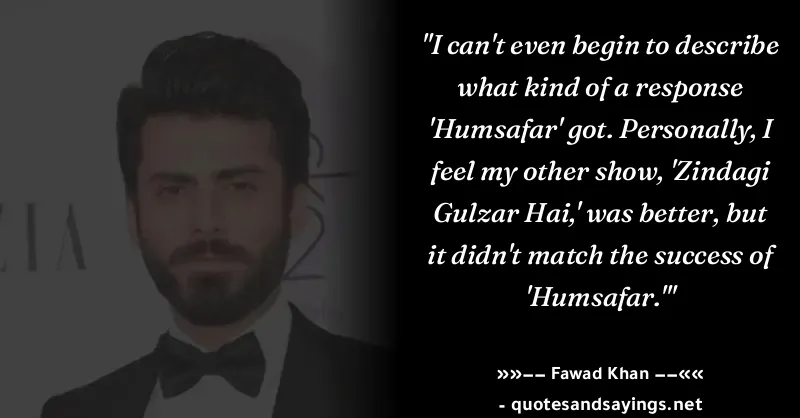 "I can't even begin to describe
what kind of a response
'Humsafar' got. Personally, I
feel my other show, 'Zindagi
Gulzar Hai,' was better, but
it didn't match the success of
'Humsafar.'"
»»–– Fawad Khan ––««
- quotesandsayings.net
ZIA